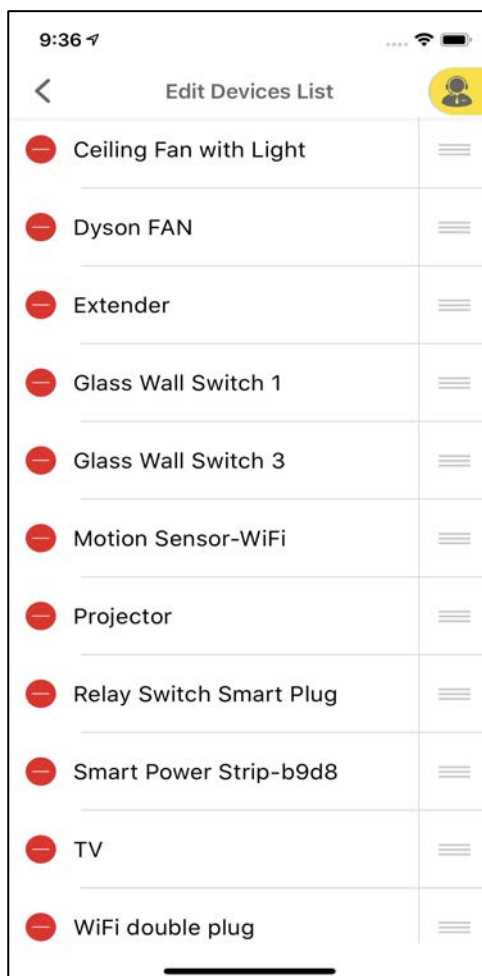 9:36
Edit Devices List
Ceiling Fan with Light
Dyson FAN
Extender
Glass Wall Switch 1
Glass Wall Switch 3
Motion Sensor-WiFi
Projector
Relay Switch Smart Plug
Smart Power Strip-b9d8
TV
WiFi double plug